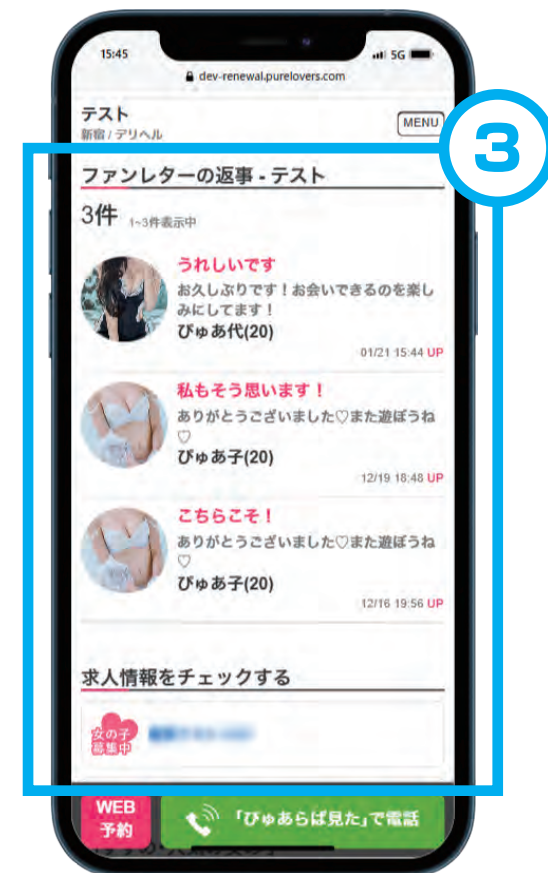 15:45
5G
dev-renewal.purelovers.com
テスト
新宿 / デリヘル
MENU
3
ファンレターの返事 - テスト
3件 1~3件表示中
うれしいです
お久しぶりです！お会いできるのを楽し
みにしてます！
ぴゅあ代(20)
01/21 15:44 UP
私もそう思います！
ありがとうございました♡また遊ぼうね
♡
ぴゅあ子(20)
12/19 18:48 UP
こちらこそ！
ありがとうございました♡また遊ぼうね
♡
ぴゅあ子(20)
12/16 19:56 UP
求人情報をチェックする
女の子
募集中
WEB
予約
「ぴゅあらば見た」で電話